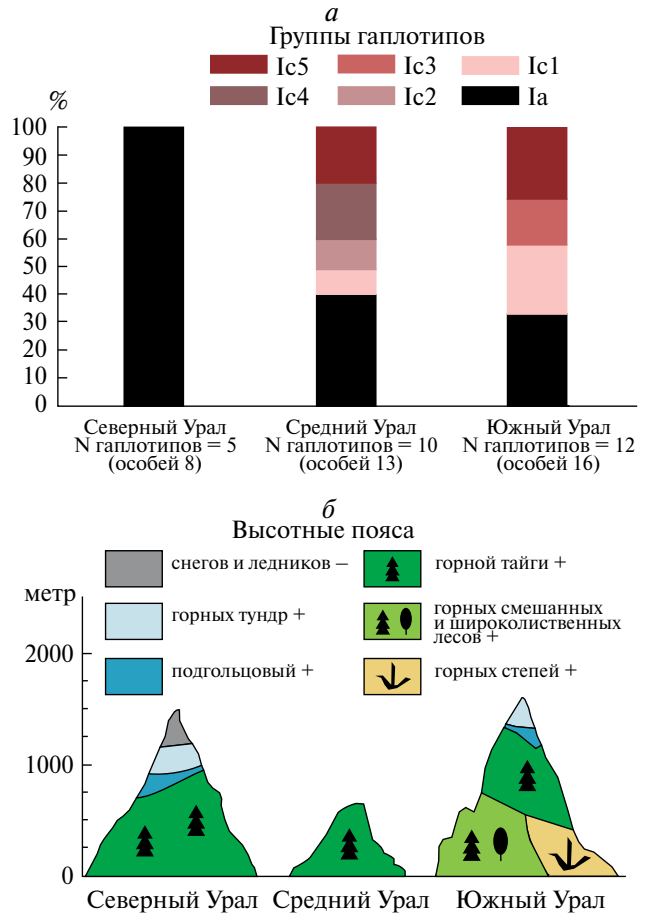 а
Группы гаплотипов
Ic5 Ic3 Ic1
Ic4 Ic2 Ia
%
100
90
80
70
60
50
40
30
20
10
0
Северный Урал Средний Урал Южный Урал
N гаплотипов = 5 N гаплотипов = 10 N гаплотипов = 12
(особей 8) (особей 13) (особей 16)
б
Высотные пояса
снегов и ледников – горной тайги +
метр
горных тундр + горных смешанных
и широколиственных
лесов +
2000
подгольцовый + горных степей +
1000
0
Северный Урал Средний Урал Южный Урал